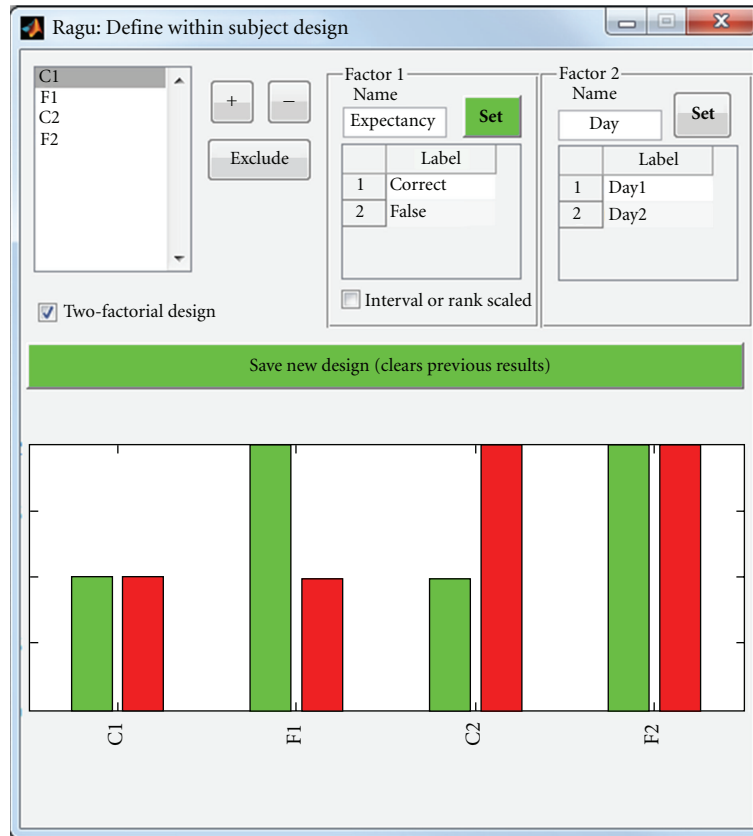 Ragu: Define within subject design
C1
F1
C2
F2
+ −
Exclude
Two-factorial design
Factor 1
Name
Expectancy Set
Label
1 Correct
2 False
Interval or rank scaled
Factor 2
Name
Day Set
Label
1 Day1
2 Day2
Save new design (clears previous results)
C1 F1 C2 F2